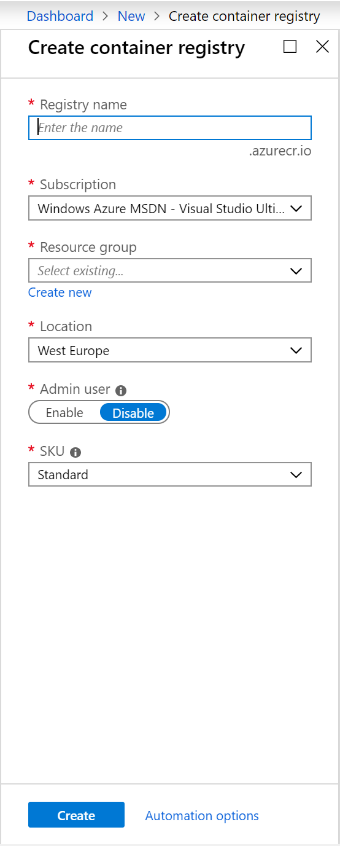 Dashboard > New > Create container registry
Create container registry
* Registry name
Enter the name
.azurecr.io
* Subscription
Windows Azure MSDN - Visual Studio Ulti...
* Resource group
Select existing...
Create new
* Location
West Europe
* Admin user
Enable Disable
* SKU
Standard
Create Automation options